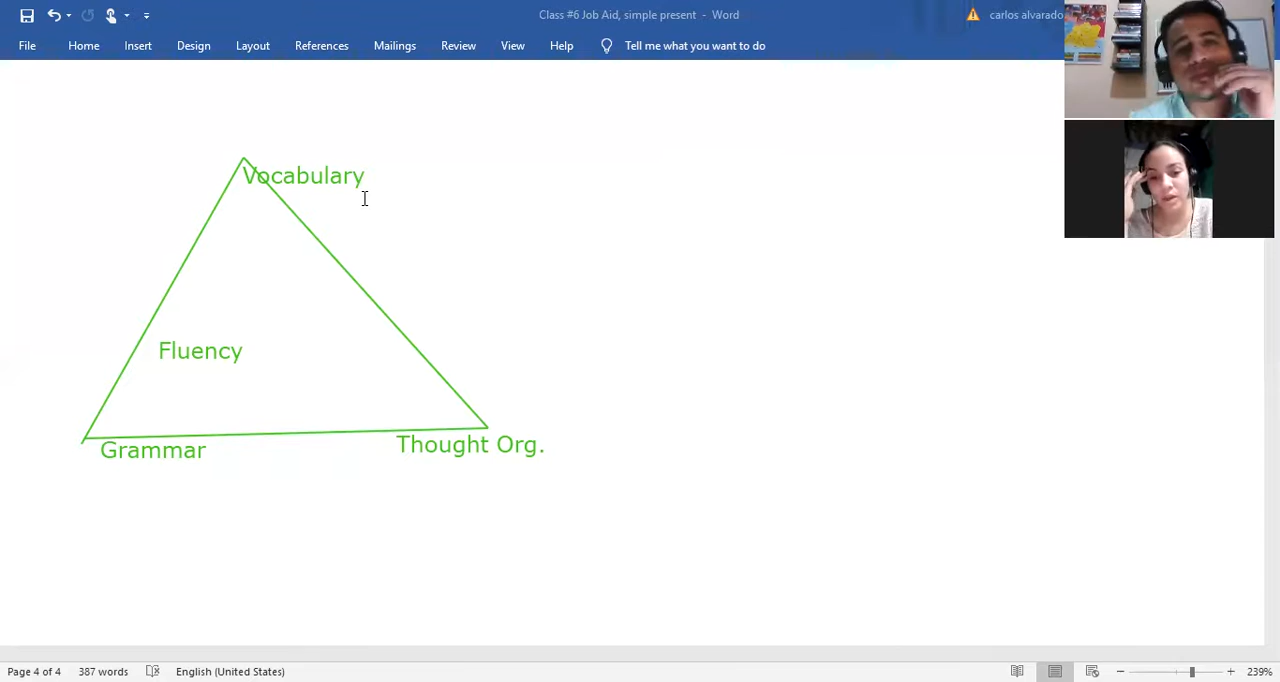 Class #6 Job Aid, simple present - Word
carlos alvarado
File Home Insert Design Layout References Mailings Review View Help Tell me what you want to do
Vocabulary
Fluency
Grammar
Thought Org.
Page 4 of 4 387 words English (United States) 239%